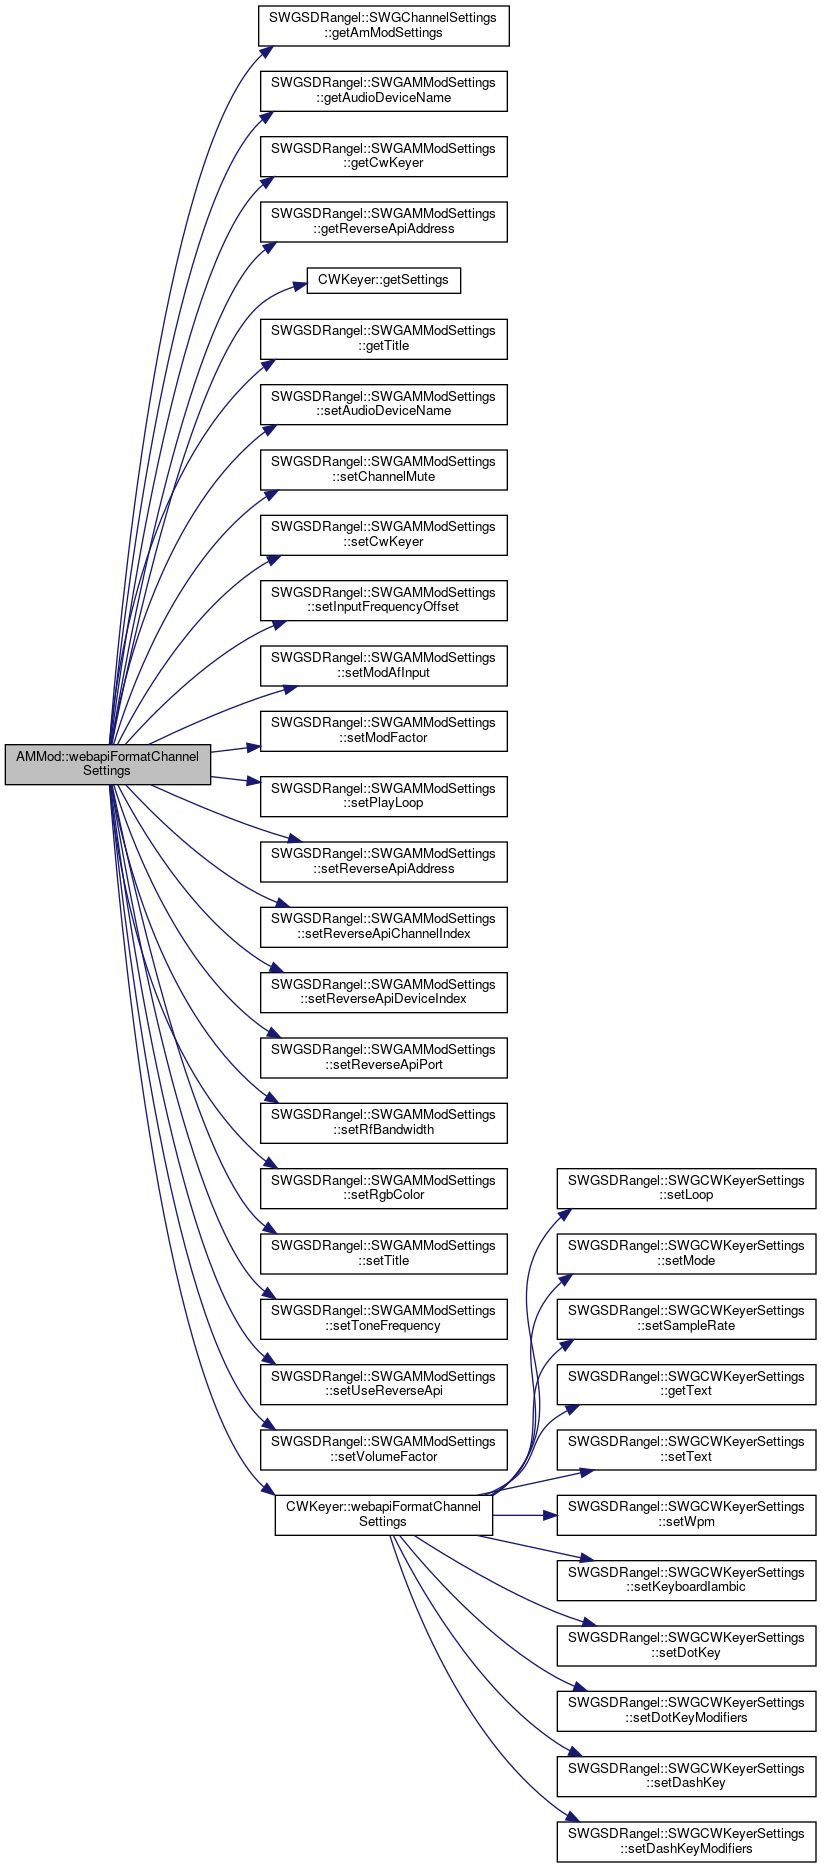 SWGSDRangel::SWGChannelSettings
::getAmModSettings
SWGSDRangel::SWGAMModSettings
::getAudioDeviceName
SWGSDRangel::SWGAMModSettings
::getCwKeyer
SWGSDRangel::SWGAMModSettings
::getReverseApiAddress
CWKeyer::getSettings
SWGSDRangel::SWGAMModSettings
::getTitle
SWGSDRangel::SWGAMModSettings
::setAudioDeviceName
SWGSDRangel::SWGAMModSettings
::setChannelMute
SWGSDRangel::SWGAMModSettings
::setCwKeyer
SWGSDRangel::SWGAMModSettings
::setInputFrequencyOffset
SWGSDRangel::SWGAMModSettings
::setModAfInput
SWGSDRangel::SWGAMModSettings
::setModFactor
AMMod::webapiFormatChannel
Settings
SWGSDRangel::SWGAMModSettings
::setPlayLoop
SWGSDRangel::SWGAMModSettings
::setReverseApiAddress
SWGSDRangel::SWGAMModSettings
::setReverseApiChannelIndex
SWGSDRangel::SWGAMModSettings
::setReverseApiDeviceIndex
SWGSDRangel::SWGAMModSettings
::setReverseApiPort
SWGSDRangel::SWGAMModSettings
::setRfBandwidth
SWGSDRangel::SWGAMModSettings
::setRgbColor
SWGSDRangel::SWGAMModSettings
::setTitle
SWGSDRangel::SWGAMModSettings
::setToneFrequency
SWGSDRangel::SWGAMModSettings
::setUseReverseApi
SWGSDRangel::SWGAMModSettings
::setVolumeFactor
CWKeyer::webapiFormatChannel
Settings
SWGSDRangel::SWGCWKeyerSettings
::setLoop
SWGSDRangel::SWGCWKeyerSettings
::setMode
SWGSDRangel::SWGCWKeyerSettings
::setSampleRate
SWGSDRangel::SWGCWKeyerSettings
::getText
SWGSDRangel::SWGCWKeyerSettings
::setText
SWGSDRangel::SWGCWKeyerSettings
::setWpm
SWGSDRangel::SWGCWKeyerSettings
::setKeyboardIambic
SWGSDRangel::SWGCWKeyerSettings
::setDotKey
SWGSDRangel::SWGCWKeyerSettings
::setDotKeyModifiers
SWGSDRangel::SWGCWKeyerSettings
::setDashKey
SWGSDRangel::SWGCWKeyerSettings
::setDashKeyModifiers